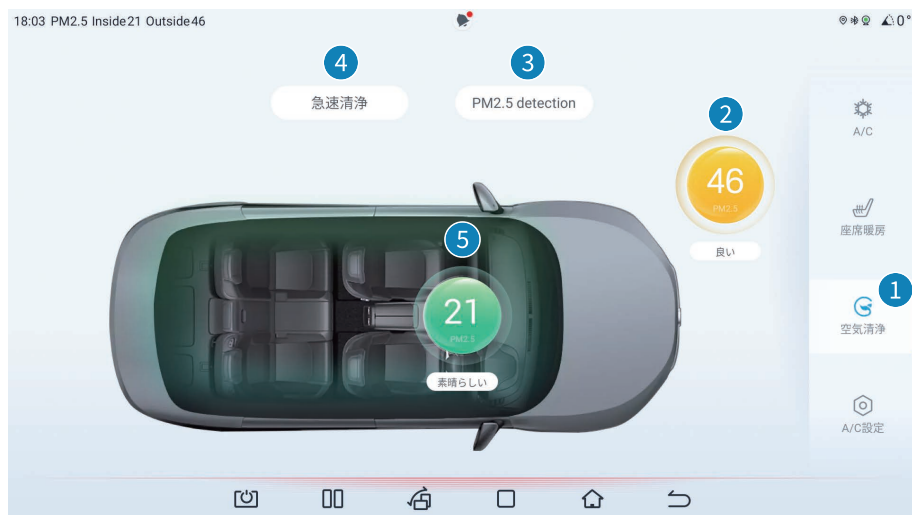 18:03 PM2.5 Inside21 Outside46
0°
4
3
急速清浄
PM2.5 detection
2
46
PM2.5
良い
A/C
座席暖房
1
空気清浄
A/C設定
5
21
PM2.5
素晴らしい